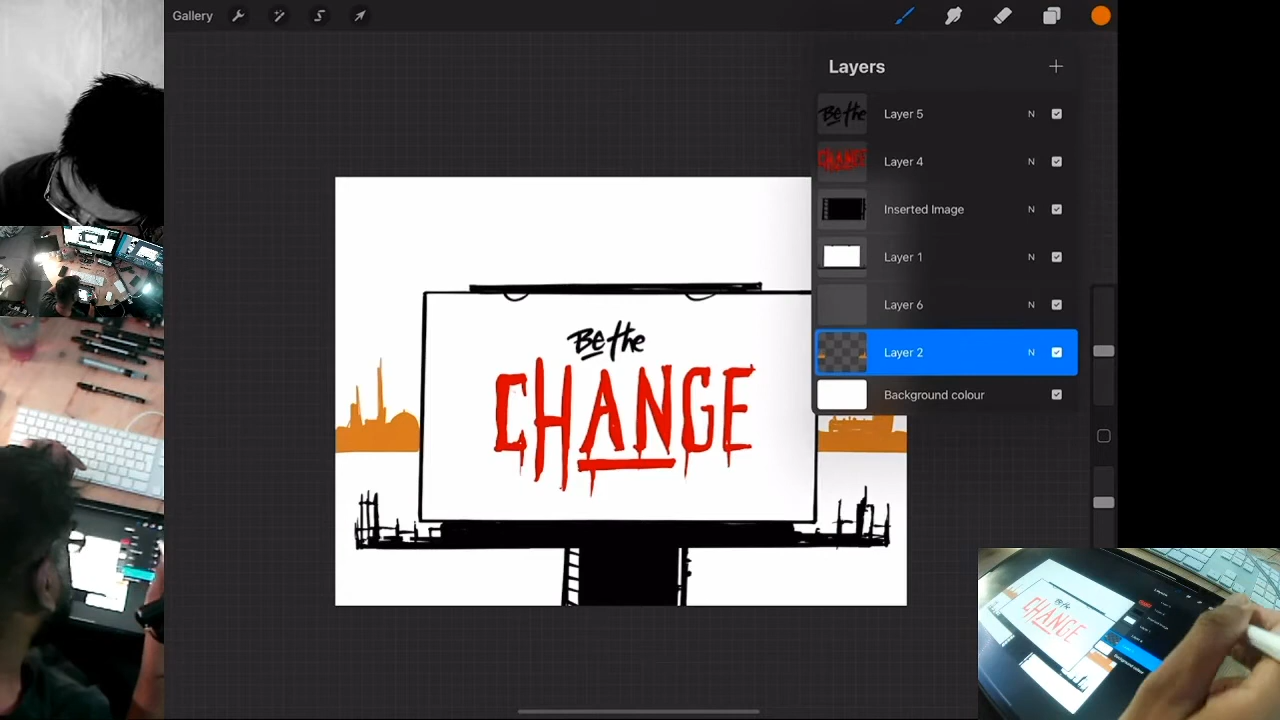 Gallery
Layers
Layer 5 N
Layer 4 N
Inserted Image N
Layer 1 N
Layer 6 N
Layer 2 N
Background colour
Be the
CHANGE